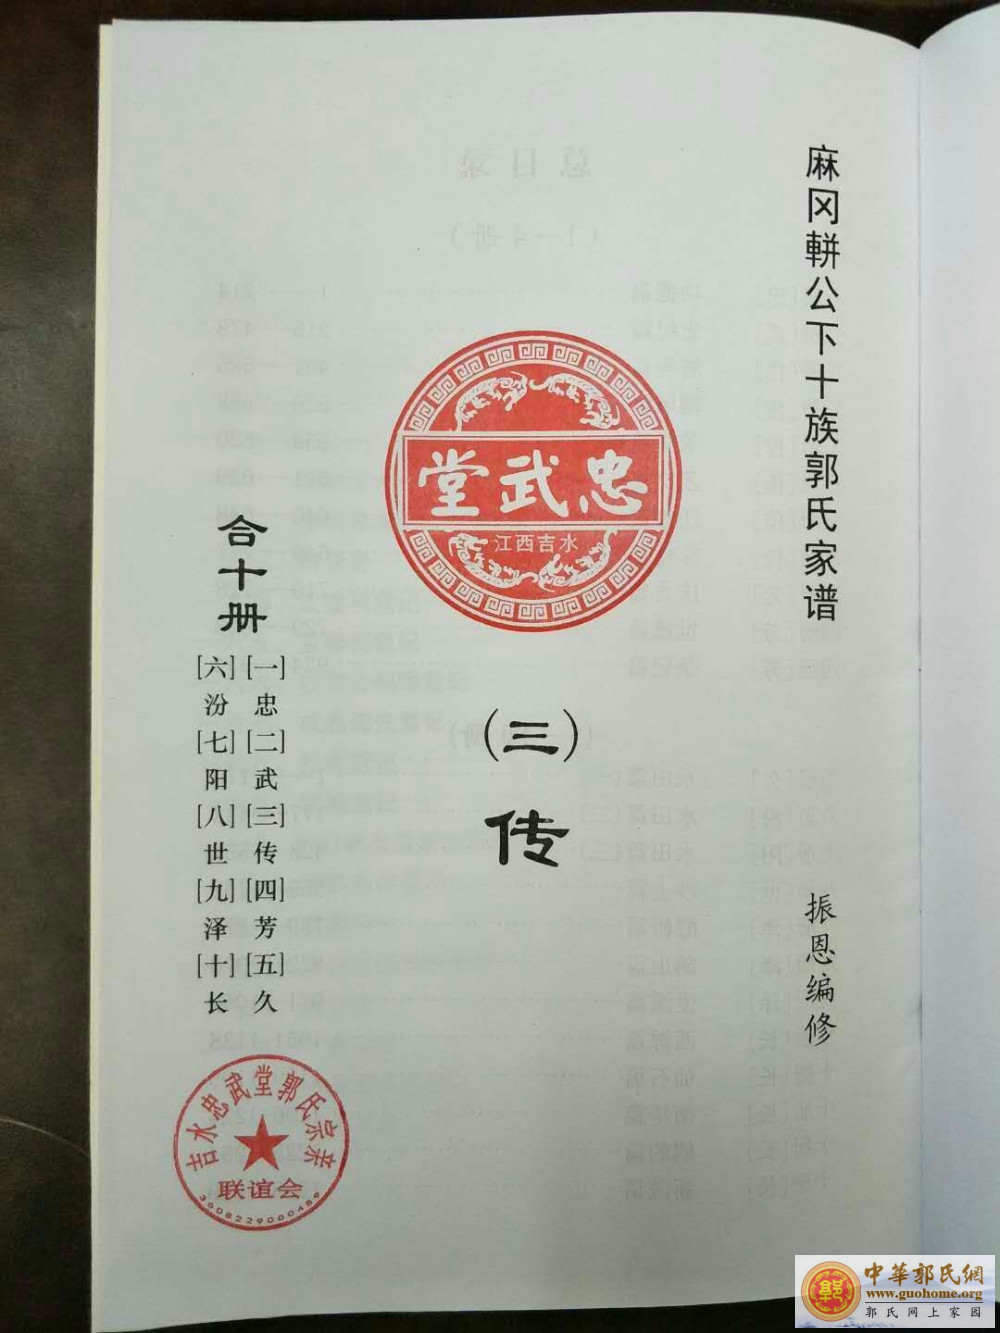 麻冈輧公下十族郭氏家谱
振恩编修
忠武堂
江西吉水
(三)
传
合十册
[一]忠[二]武[三]传[四]芳[五]久
[六]汾[七]阳[八]世[九]泽[十]长
吉水忠武堂郭氏宗亲
联谊会
中華郭氏網
www.guohome.org
郭氏网上家园